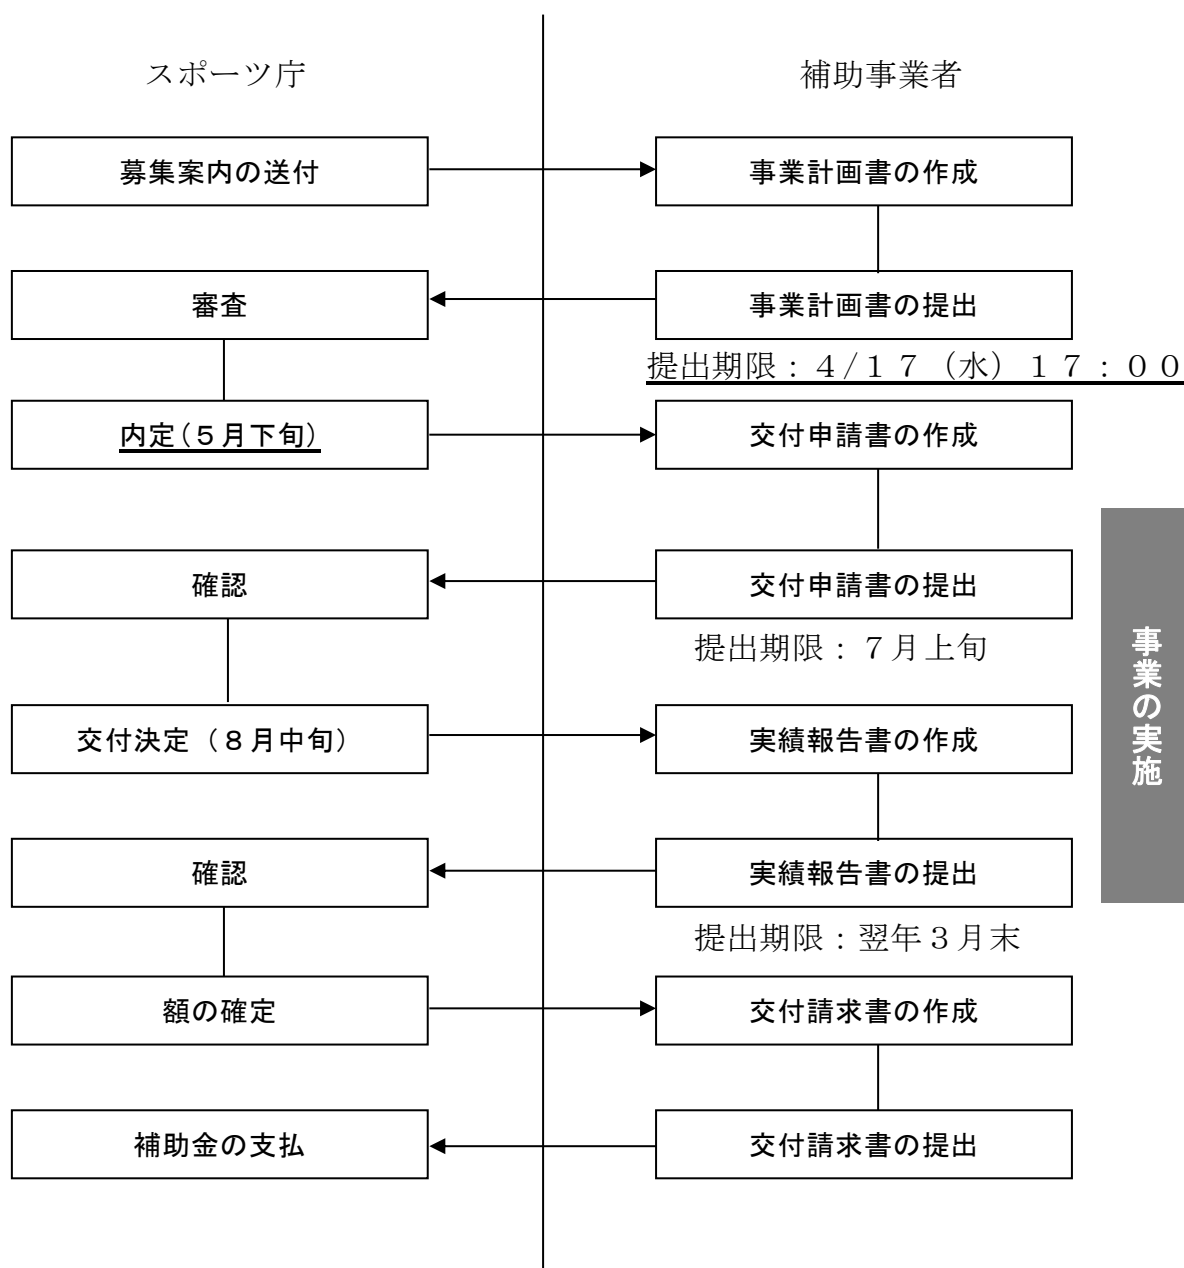 スポーツ庁
補助事業者
募集案内の送付
事業計画書の作成
審査
事業計画書の提出
提出期限：４/１７（水）１７：００
内定（５月下旬）
交付申請書の作成
確認
交付申請書の提出
提出期限：７月上旬
事業の実施
交付決定（８月中旬）
実績報告書の作成
確認
実績報告書の提出
提出期限：翌年３月末
額の確定
交付請求書の作成
補助金の支払
交付請求書の提出